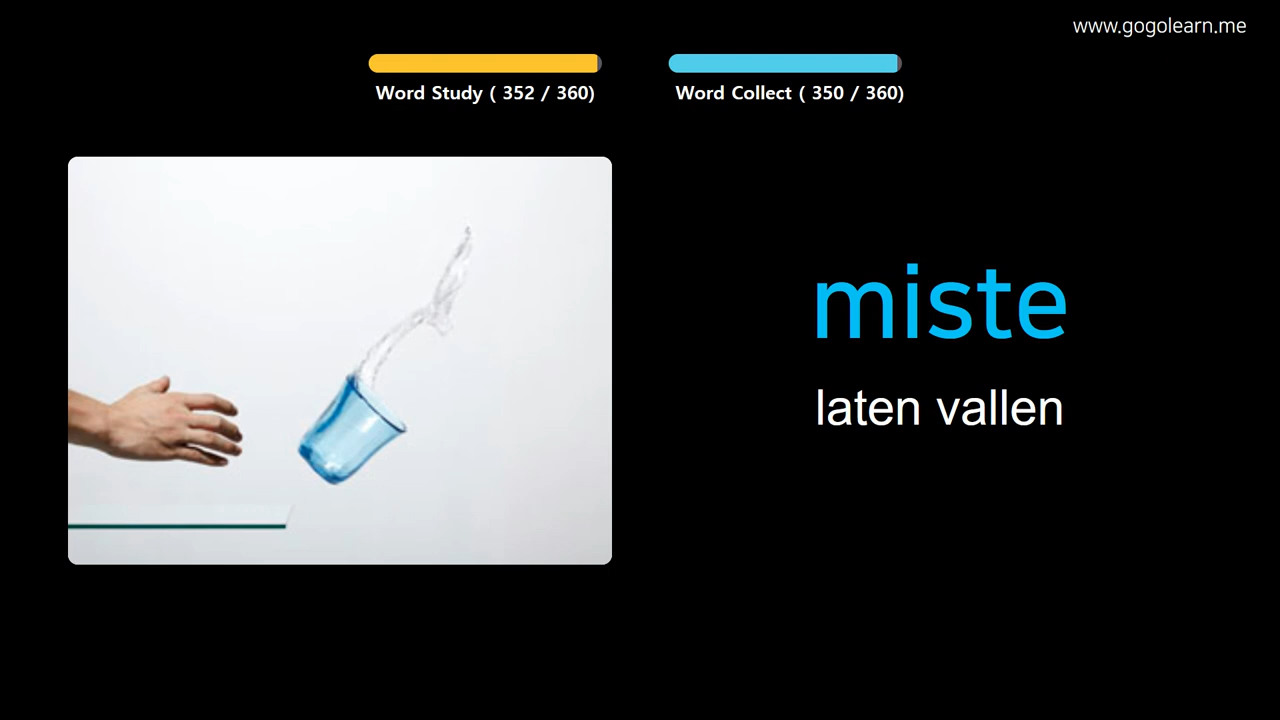 www.gogolearn.me
Word Study ( 352 / 360)
Word Collect ( 350 / 360)
miste
laten vallen